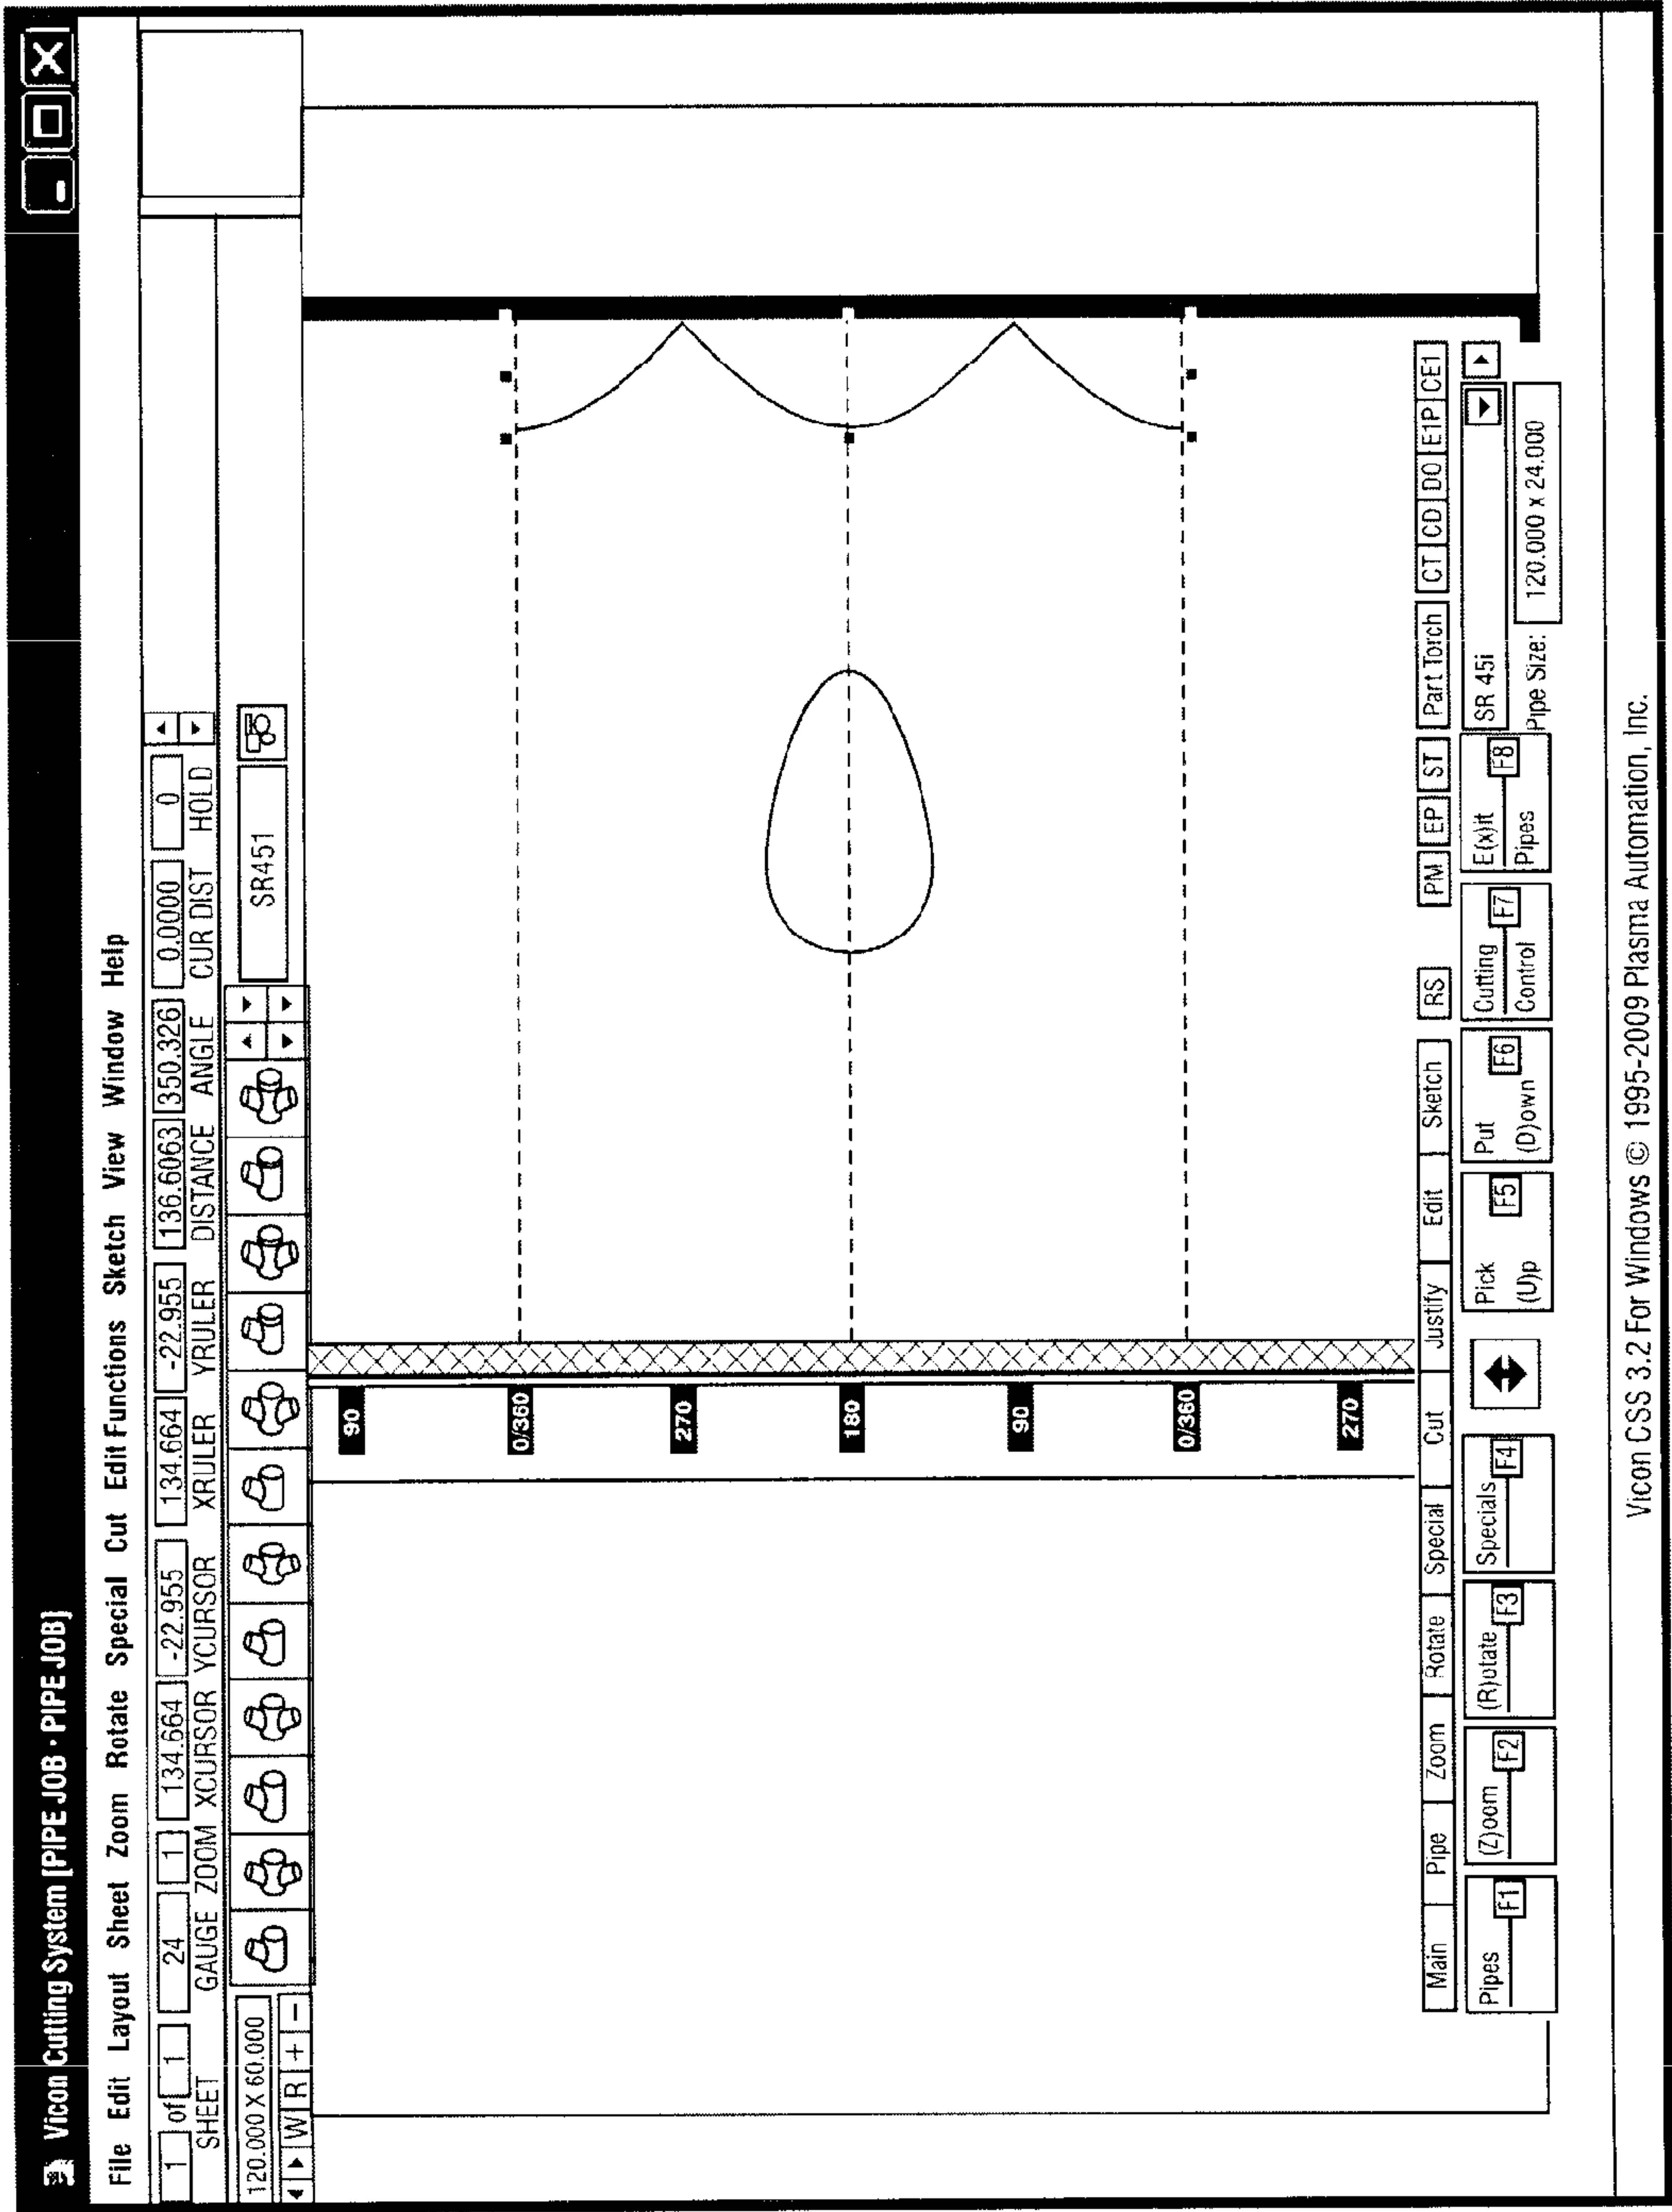 Vicon Cutting System [PIPE JOB · PIPE JOB]
File Edit Layout Sheet Zoom Rotate Special Cut Edit Functions Sketch View Window Help
1 of 1 24 1 134.664 -22.955 134.664 -22.955 136.6063 350.326 0.0000 0
SHEET GAUGE ZOOM XCURSOR YCURSOR XRULER YRULER DISTANCE ANGLE CUR DIST HOLD
120.000 X 60.000 SR451
W R + −
90
0/360
270
180
90
0/360
270
Main Pipe Zoom Rotate Special Cut Justify Edit Sketch RS PM EP ST Part Torch CT CD DO E1P CE1
Pipes F1 (Z)oom F2 (R)otate F3 Specials F4 Pick (U)p F5 Put (D)own F6 Cutting Control F7 E(x)it Pipes F8 SR 45i
Pipe Size: 120.000 x 24.000
Vicon CSS 3.2 For Windows © 1995-2009 Plasma Automation, Inc.